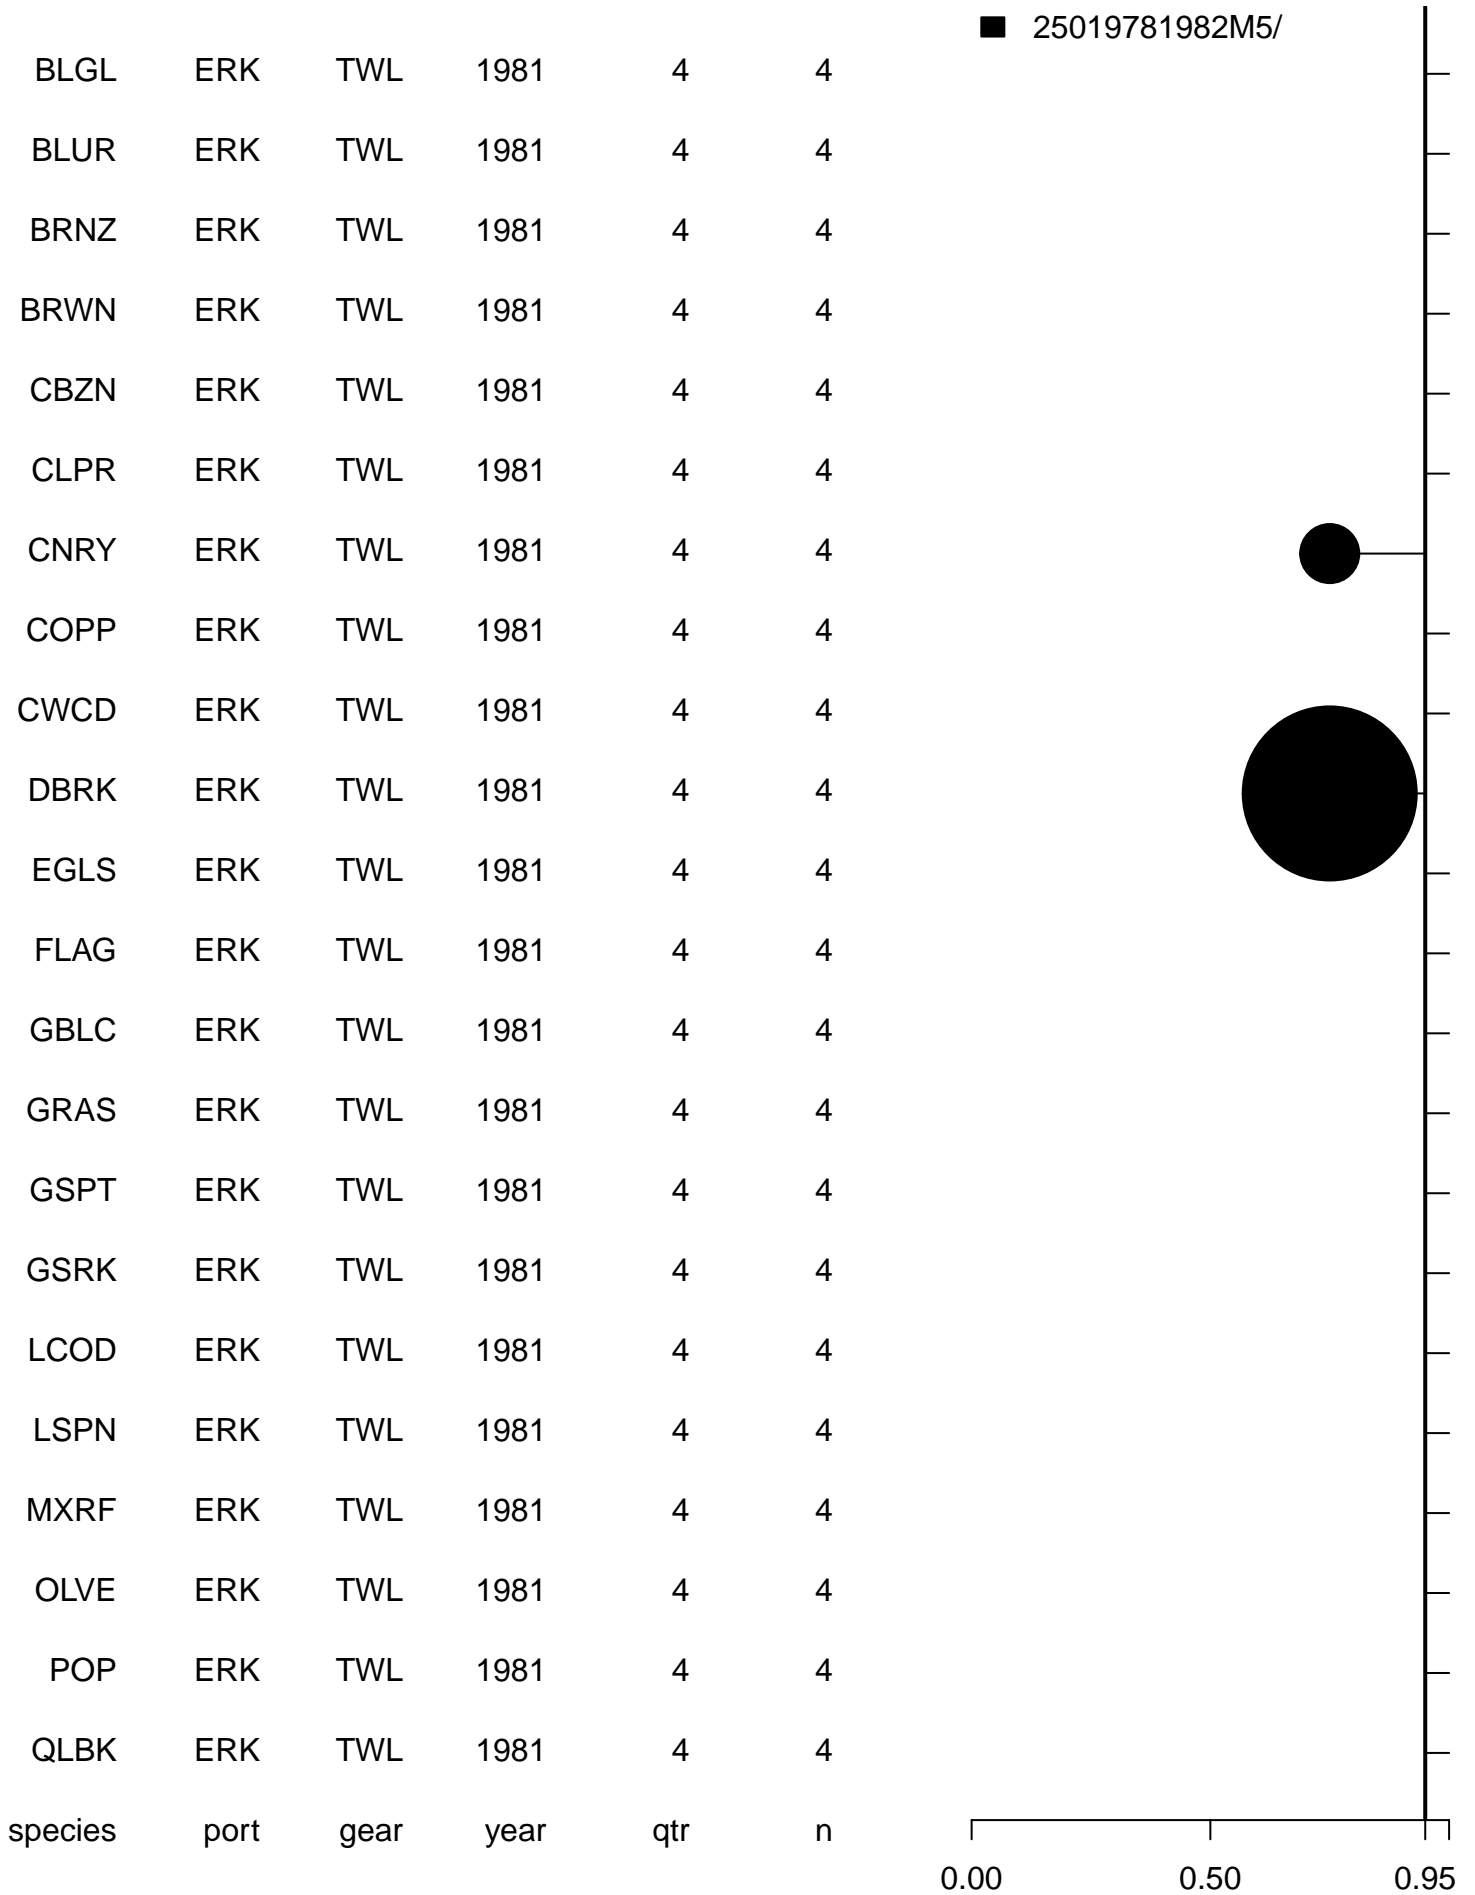 25019781982M5/
BLGL ERK TWL 1981 4 4
BLUR ERK TWL 1981 4 4
BRNZ ERK TWL 1981 4 4
BRWN ERK TWL 1981 4 4
CBZN ERK TWL 1981 4 4
CLPR ERK TWL 1981 4 4
CNRY ERK TWL 1981 4 4
COPP ERK TWL 1981 4 4
CWCD ERK TWL 1981 4 4
DBRK ERK TWL 1981 4 4
EGLS ERK TWL 1981 4 4
FLAG ERK TWL 1981 4 4
GBLC ERK TWL 1981 4 4
GRAS ERK TWL 1981 4 4
GSPT ERK TWL 1981 4 4
GSRK ERK TWL 1981 4 4
LCOD ERK TWL 1981 4 4
LSPN ERK TWL 1981 4 4
MXRF ERK TWL 1981 4 4
OLVE ERK TWL 1981 4 4
POP ERK TWL 1981 4 4
QLBK ERK TWL 1981 4 4
species port gear year qtr n
0.00 0.50 0.95